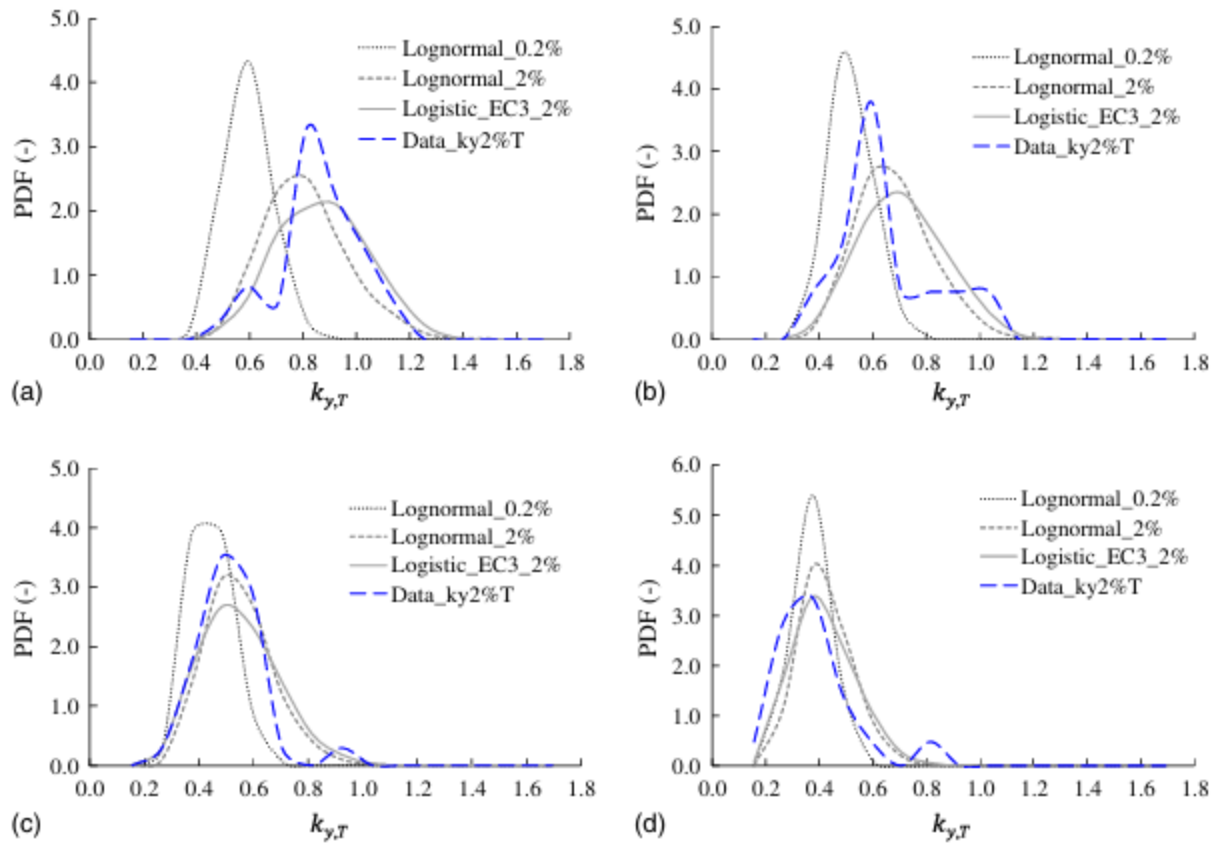 5.0
4.0
3.0
2.0
1.0
0.0
PDF (-)
Lognormal_0.2%
Lognormal_2%
Logistic_EC3_2%
Data_ky2%T
0.0 0.2 0.4 0.6 0.8 1.0 1.2 1.4 1.6 1.8
(a)
k_{y,T}
5.0
4.0
3.0
2.0
1.0
0.0
PDF (-)
Lognormal_0.2%
Lognormal_2%
Logistic_EC3_2%
Data_ky2%T
0.0 0.2 0.4 0.6 0.8 1.0 1.2 1.4 1.6 1.8
(b)
k_{y,T}
5.0
4.0
3.0
2.0
1.0
0.0
PDF (-)
Lognormal_0.2%
Lognormal_2%
Logistic_EC3_2%
Data_ky2%T
0.0 0.2 0.4 0.6 0.8 1.0 1.2 1.4 1.6 1.8
(c)
k_{y,T}
6.0
5.0
4.0
3.0
2.0
1.0
0.0
PDF (-)
Lognormal_0.2%
Lognormal_2%
Logistic_EC3_2%
Data_ky2%T
0.0 0.2 0.4 0.6 0.8 1.0 1.2 1.4 1.6 1.8
(d)
k_{y,T}